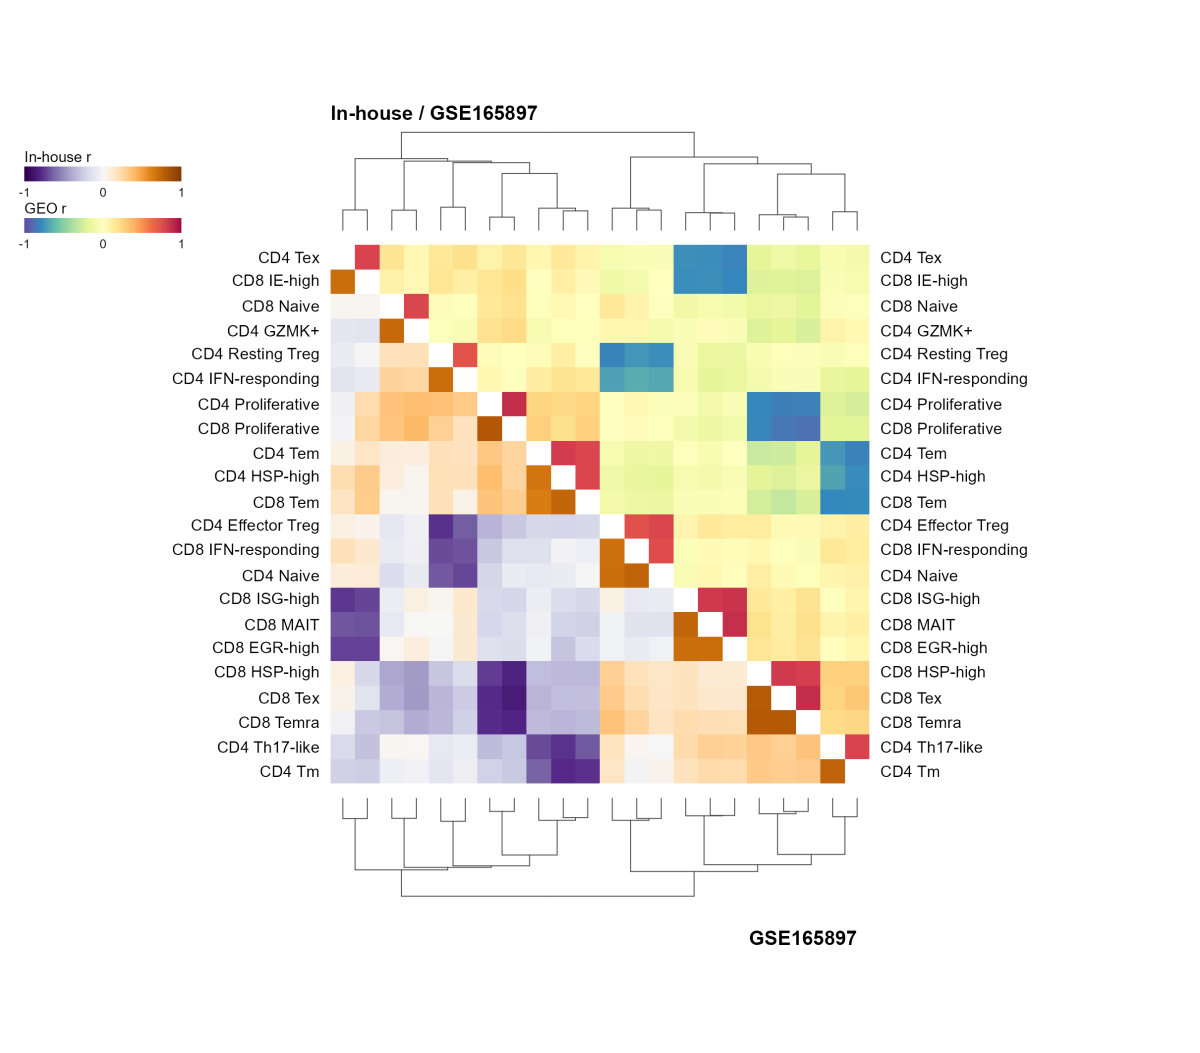 In-house / GSE165897
In-house r
-1 0 1
GEO r
-1 0 1
CD4 Tex CD4 Tex
CD8 IE-high CD8 IE-high
CD8 Naive CD8 Naive
CD4 GZMK+ CD4 GZMK+
CD4 Resting Treg CD4 Resting Treg
CD4 IFN-responding CD4 IFN-responding
CD4 Proliferative CD4 Proliferative
CD8 Proliferative CD8 Proliferative
CD4 Tem CD4 Tem
CD4 HSP-high CD4 HSP-high
CD8 Tem CD8 Tem
CD4 Effector Treg CD4 Effector Treg
CD8 IFN-responding CD8 IFN-responding
CD4 Naive CD4 Naive
CD8 ISG-high CD8 ISG-high
CD8 MAIT CD8 MAIT
CD8 EGR-high CD8 EGR-high
CD8 HSP-high CD8 HSP-high
CD8 Tex CD8 Tex
CD8 Temra CD8 Temra
CD4 Th17-like CD4 Th17-like
CD4 Tm CD4 Tm
GSE165897